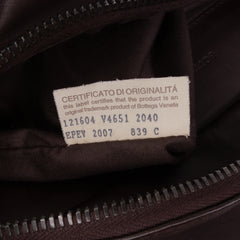 CERTIFICATO DI ORIGINALITÀ
this label certifies that the product is an
original trademark product of Bottega Veneta
121604 V4651 2040
EPEV 2007 839 C